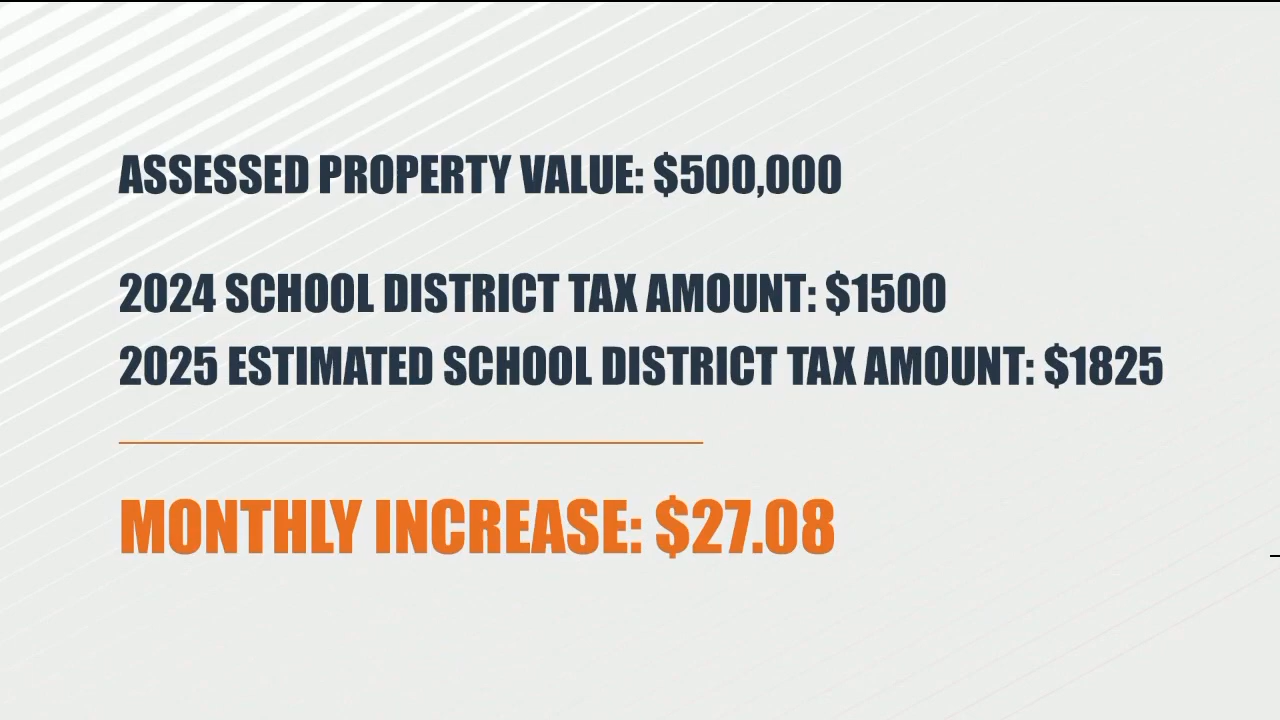 ASSESSED PROPERTY VALUE: $500,000
2024 SCHOOL DISTRICT TAX AMOUNT: $1500
2025 ESTIMATED SCHOOL DISTRICT TAX AMOUNT: $1825
MONTHLY INCREASE: $27.08